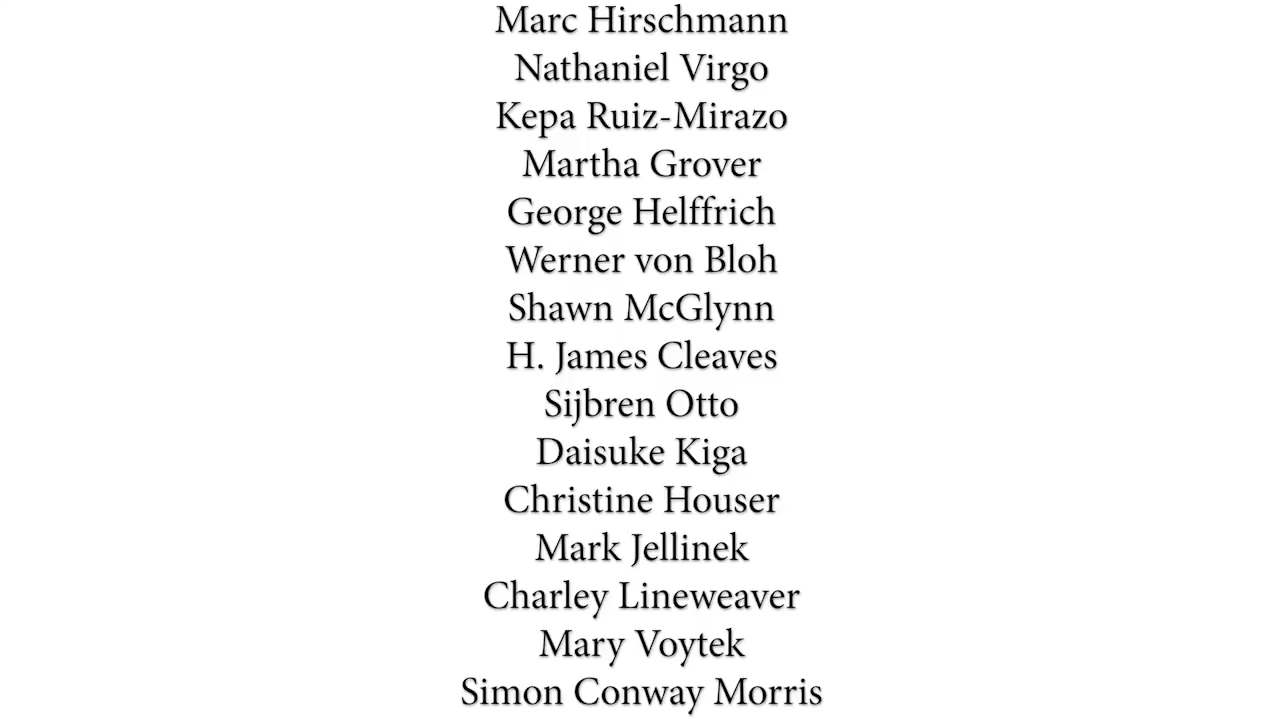 Marc Hirschmann
Nathaniel Virgo
Kepa Ruiz-Mirazo
Martha Grover
George Helffrich
Werner von Bloh
Shawn McGlynn
H. James Cleaves
Sijbren Otto
Daisuke Kiga
Christine Houser
Mark Jellinek
Charley Lineweaver
Mary Voytek
Simon Conway Morris